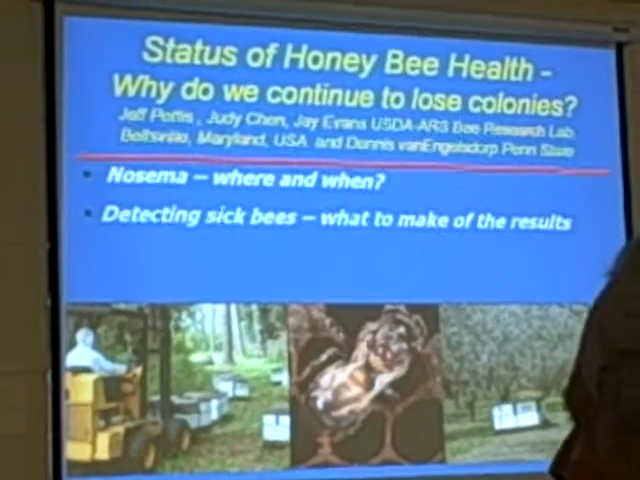 Status of Honey Bee Health -
Why do we continue to lose colonies?
Jeff Pettis, Judy Chen, Jay Evans USDA-ARS Bee Research Lab
Beltsville, Maryland, USA and Dennis vanEngelsdorp Penn State
• Nosema – where and when?
• Detecting sick bees – what to make of the results